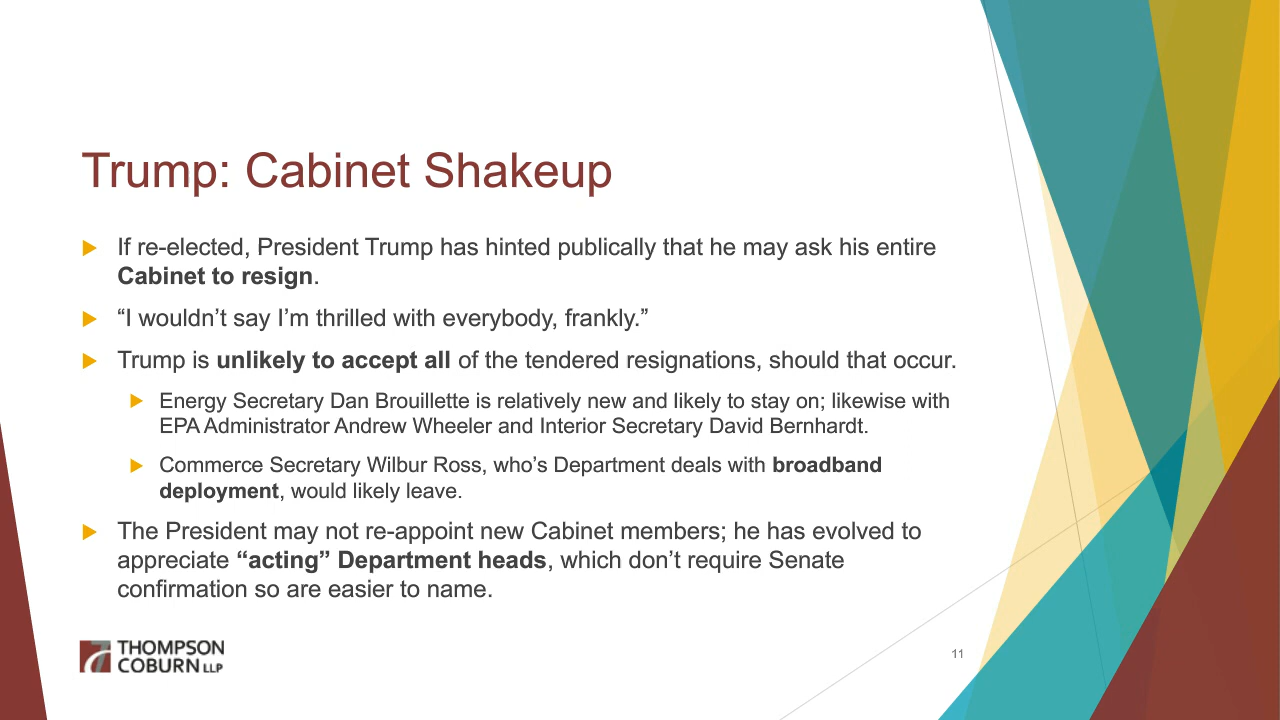 Trump: Cabinet Shakeup
If re-elected, President Trump has hinted publically that he may ask his entire
Cabinet to resign.
“I wouldn’t say I’m thrilled with everybody, frankly.”
Trump is unlikely to accept all of the tendered resignations, should that occur.
Energy Secretary Dan Brouillette is relatively new and likely to stay on; likewise with
EPA Administrator Andrew Wheeler and Interior Secretary David Bernhardt.
Commerce Secretary Wilbur Ross, who’s Department deals with broadband
deployment, would likely leave.
The President may not re-appoint new Cabinet members; he has evolved to
appreciate “acting” Department heads, which don’t require Senate
confirmation so are easier to name.
THOMPSON
COBURN LLP
11